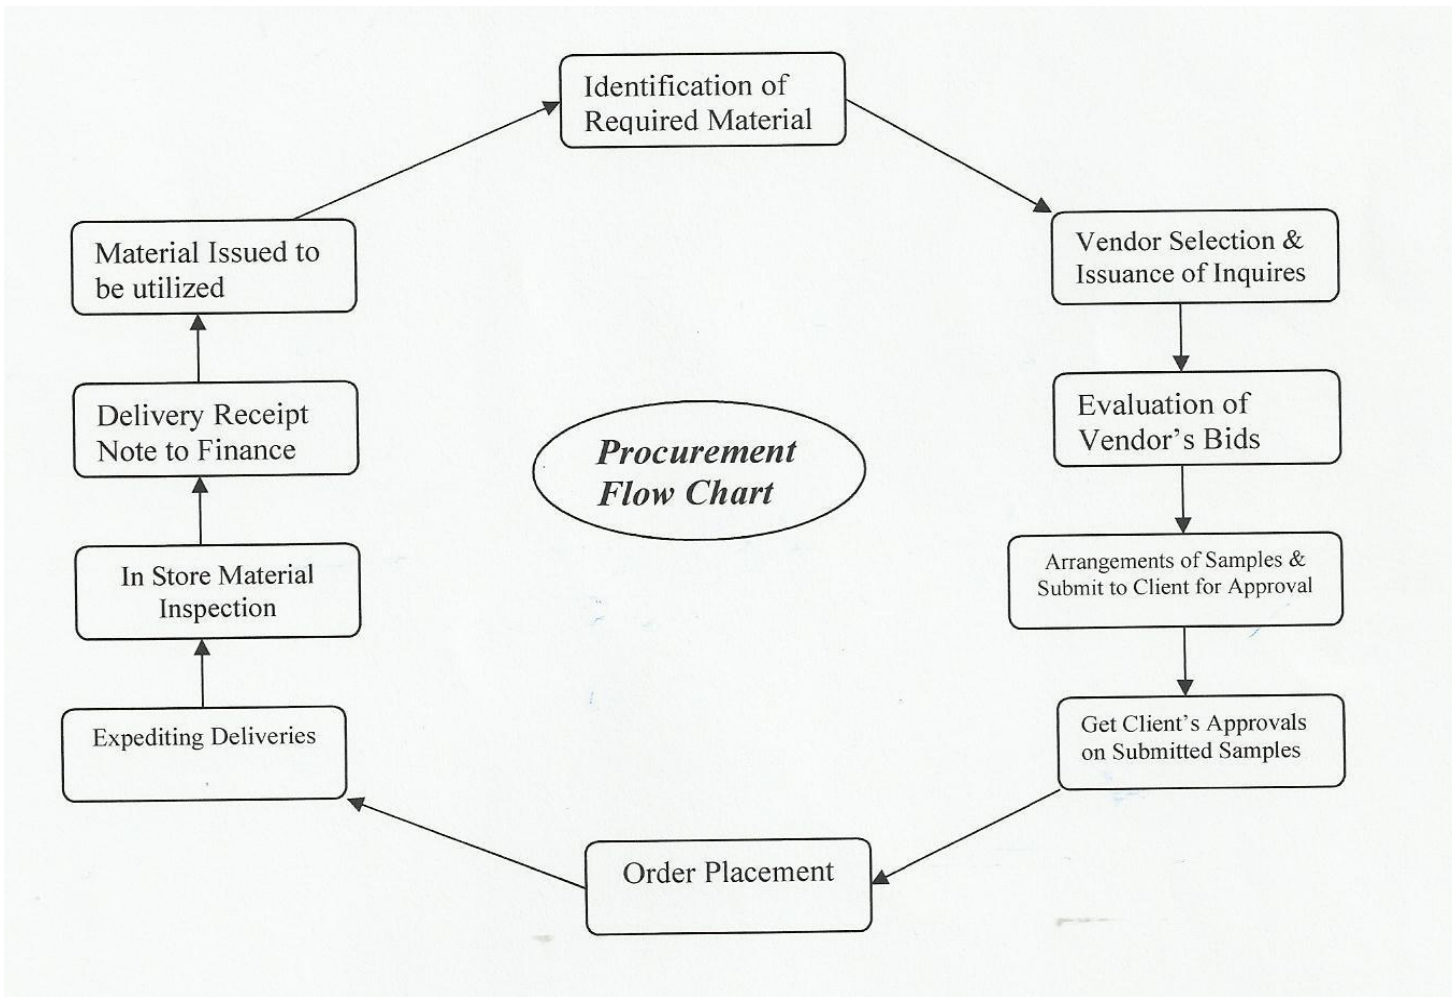 Identification of
Required Material
Vendor Selection &
Issuance of Inquires
Evaluation of
Vendor's Bids
Arrangements of Samples &
Submit to Client for Approval
Get Client's Approvals
on Submitted Samples
Order Placement
Expediting Deliveries
In Store Material
Inspection
Delivery Receipt
Note to Finance
Material Issued to
be utilized
Procurement
Flow Chart